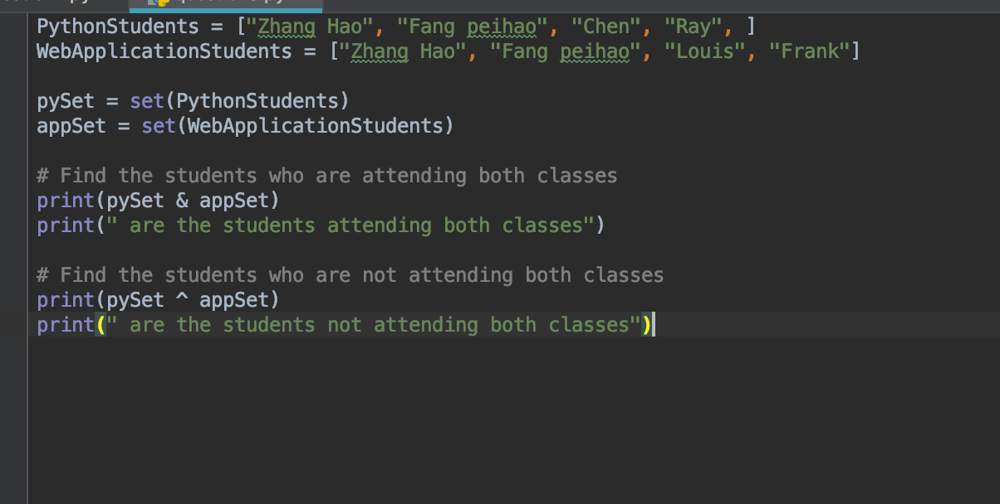 PythonStudents = ["Zhang Hao", "Fang peihao", "Chen", "Ray", ]
WebApplicationStudents = ["Zhang Hao", "Fang peihao", "Louis", "Frank"]
pySet = set(PythonStudents)
appSet = set(WebApplicationStudents)
# Find the students who are attending both classes
print(pySet & appSet)
print(" are the students attending both classes")
# Find the students who are not attending both classes
print(pySet ^ appSet)
print(" are the students not attending both classes")